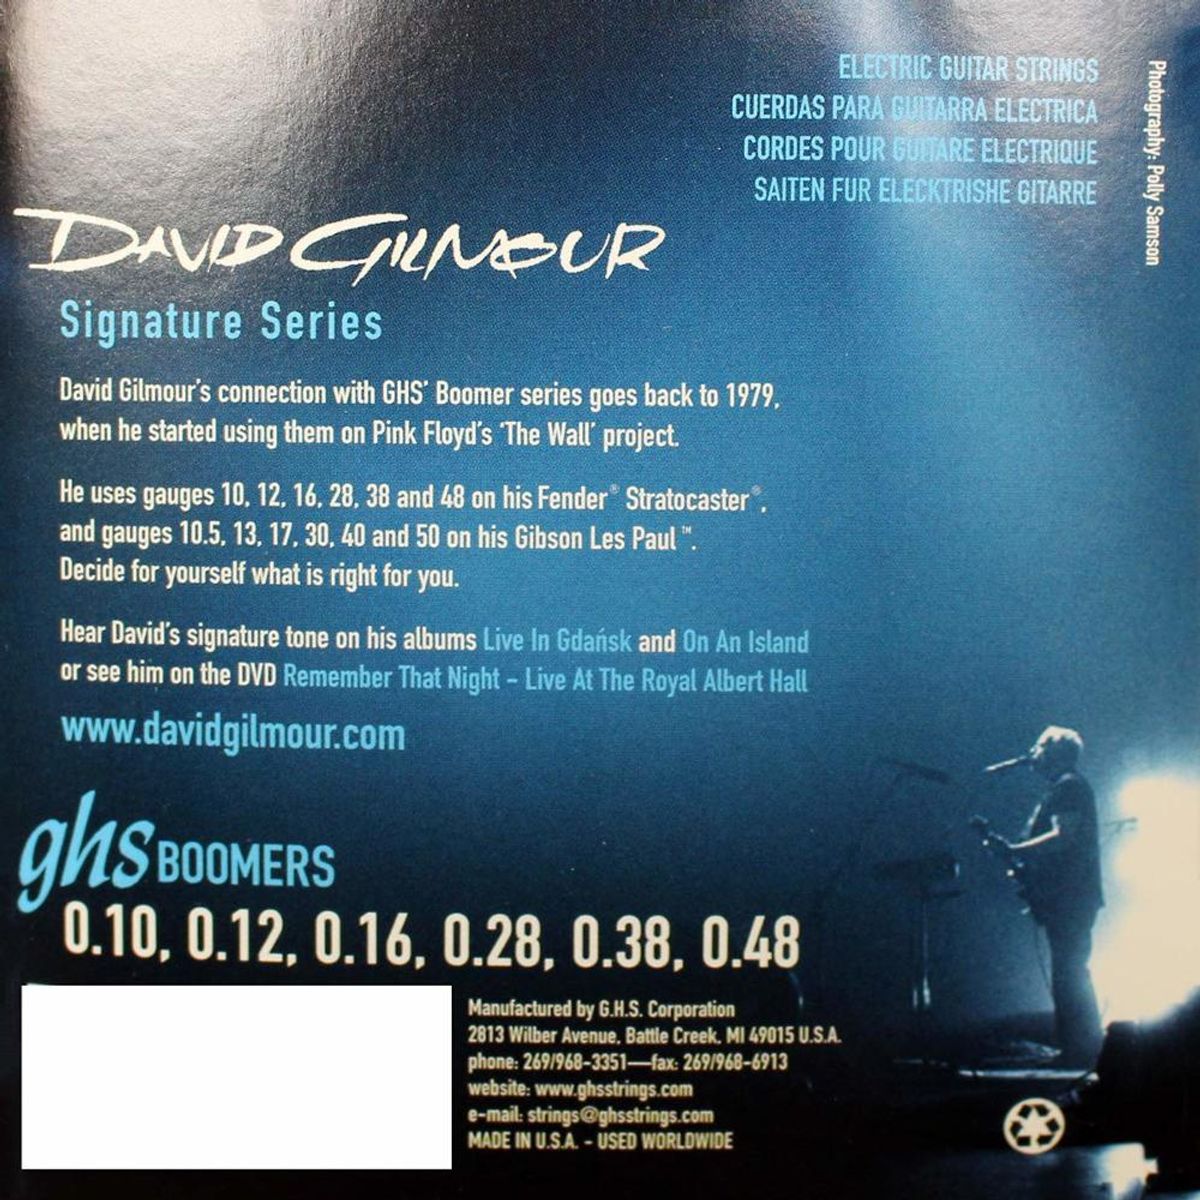 ELECTRIC GUITAR STRINGS
CUERDAS PARA GUITARRA ELECTRICA
CORDES POUR GUITARE ELECTRIQUE
SAITEN FUR ELECKTRISHE GITARRE
Photography: Polly Samson
DAVID GILMOUR
Signature Series
David Gilmour's connection with GHS' Boomer series goes back to 1979,
when he started using them on Pink Floyd's 'The Wall' project.
He uses gauges 10, 12, 16, 28, 38 and 48 on his Fender® Stratocaster®,
and gauges 10.5, 13, 17, 30, 40 and 50 on his Gibson Les Paul™.
Decide for yourself what is right for you.
Hear David's signature tone on his albums Live In Gdańsk and On An Island
or see him on the DVD Remember That Night – Live At The Royal Albert Hall
www.davidgilmour.com
ghs BOOMERS
0.10, 0.12, 0.16, 0.28, 0.38, 0.48
Manufactured by G.H.S. Corporation
2813 Wilber Avenue, Battle Creek, MI 49015 U.S.A.
phone: 269/968-3351—fax: 269/968-6913
website: www.ghsstrings.com
e-mail: strings@ghsstrings.com
MADE IN U.S.A. - USED WORLDWIDE